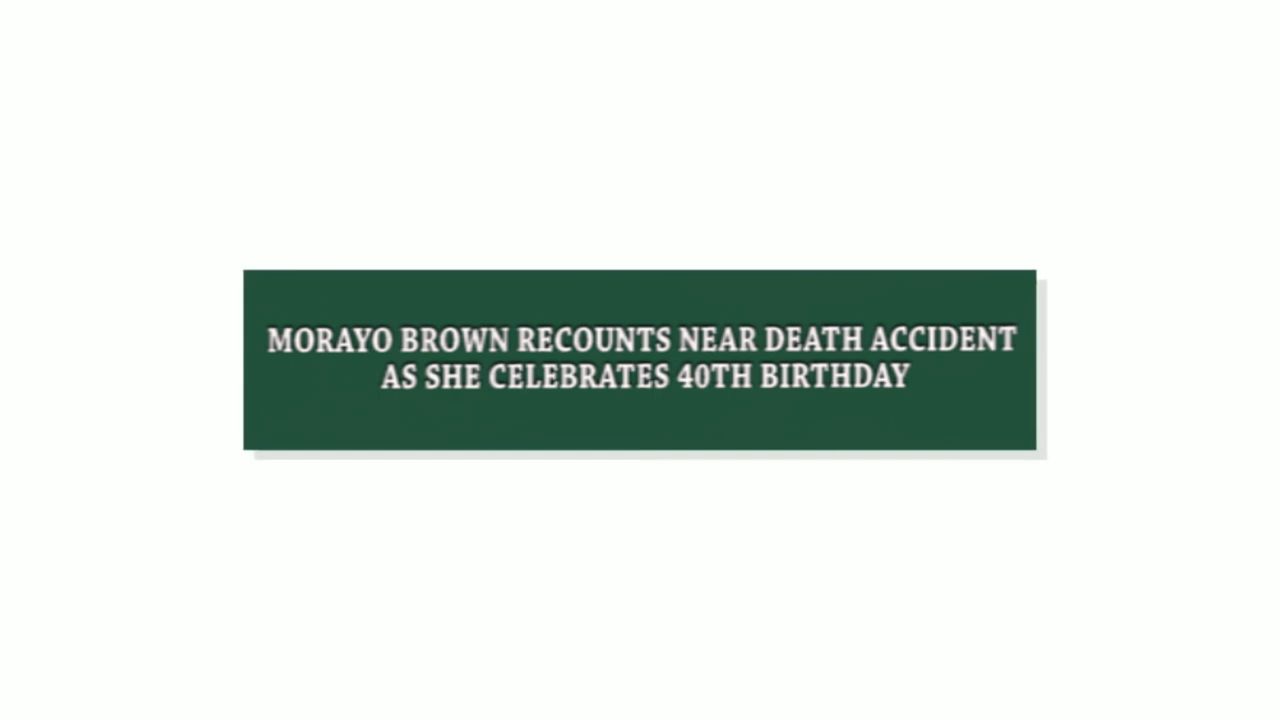 MORAYO BROWN RECOUNTS NEAR DEATH ACCIDENT
AS SHE CELEBRATES 40TH BIRTHDAY